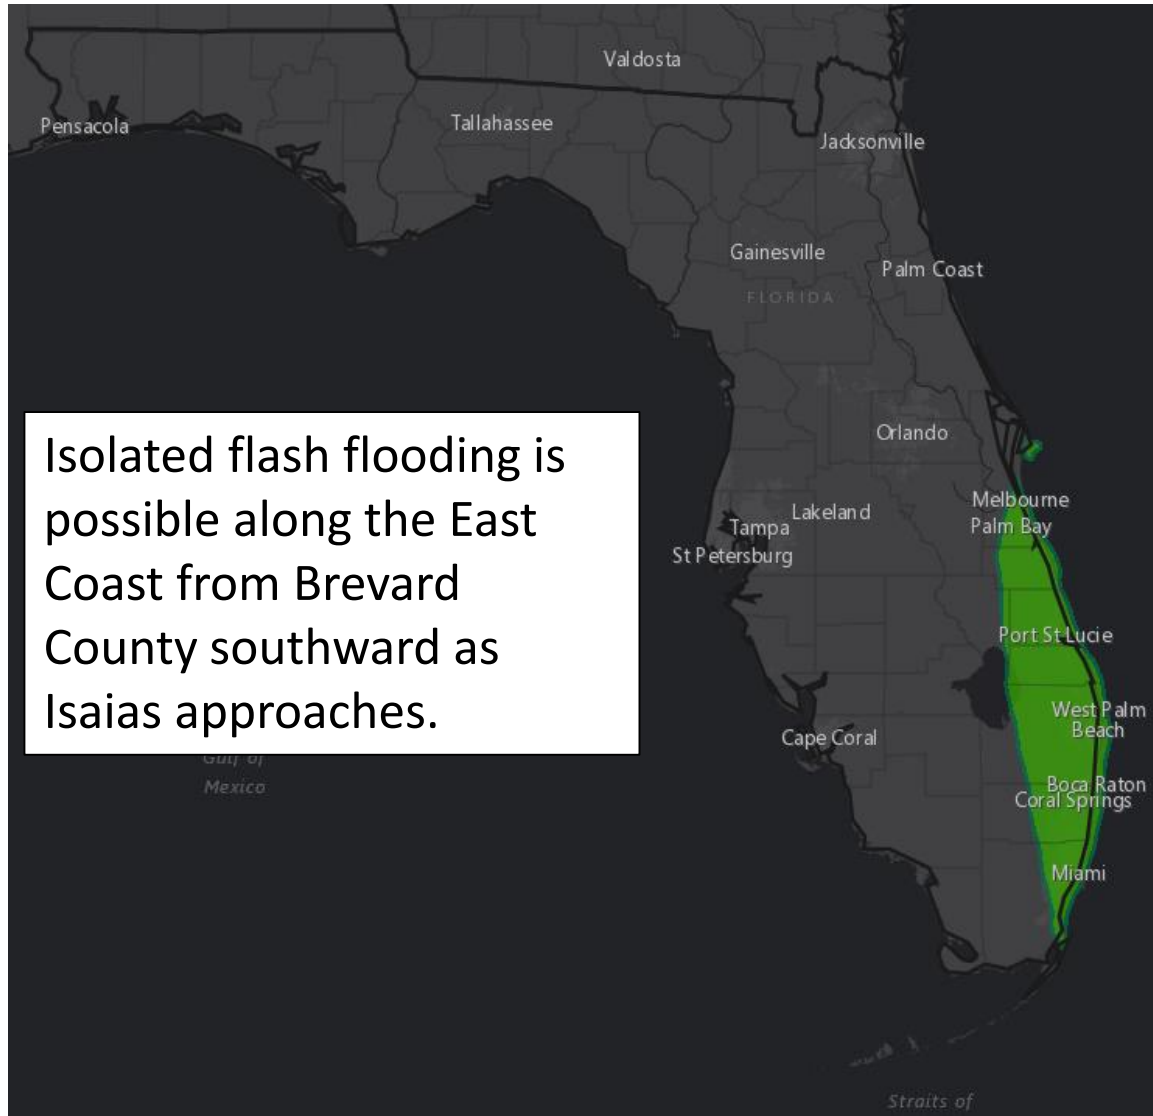 Valdosta
Pensacola
Tallahassee
Jacksonville
Gainesville
Palm Coast
FLORIDA
Orlando
Isolated flash flooding is
possible along the East
Coast from Brevard
County southward as
Isaias approaches.
Melbourne
Lakeland
Tampa
Palm Bay
St Petersburg
Port St Lucie
West Palm
Beach
Cape Coral
Gulf of
Mexico
Boca Raton
Coral Springs
Miami
Straits of